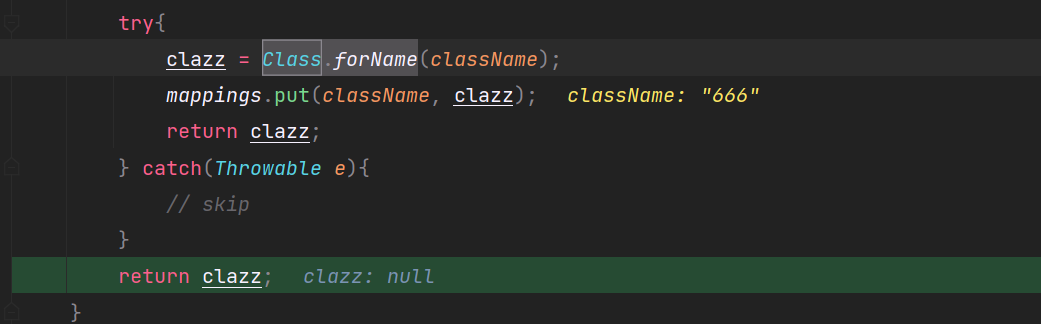 try{
clazz = Class.forName(className);
mappings.put(className, clazz); className: "666"
return clazz;
} catch(Throwable e){
// skip
}
return clazz; clazz: null
}